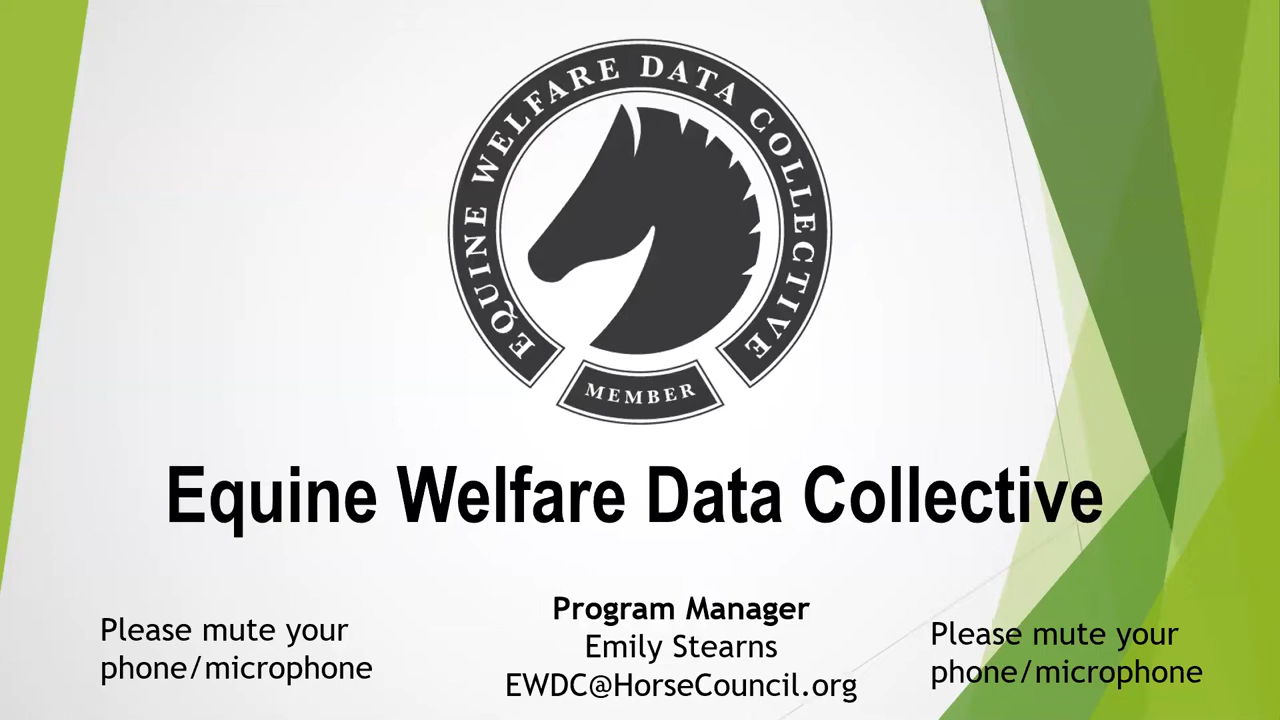 EQUINE WELFARE DATA COLLECTIVE
MEMBER
Equine Welfare Data Collective
Please mute your
phone/microphone
Program Manager
Emily Stearns
EWDC@HorseCouncil.org
Please mute your
phone/microphone